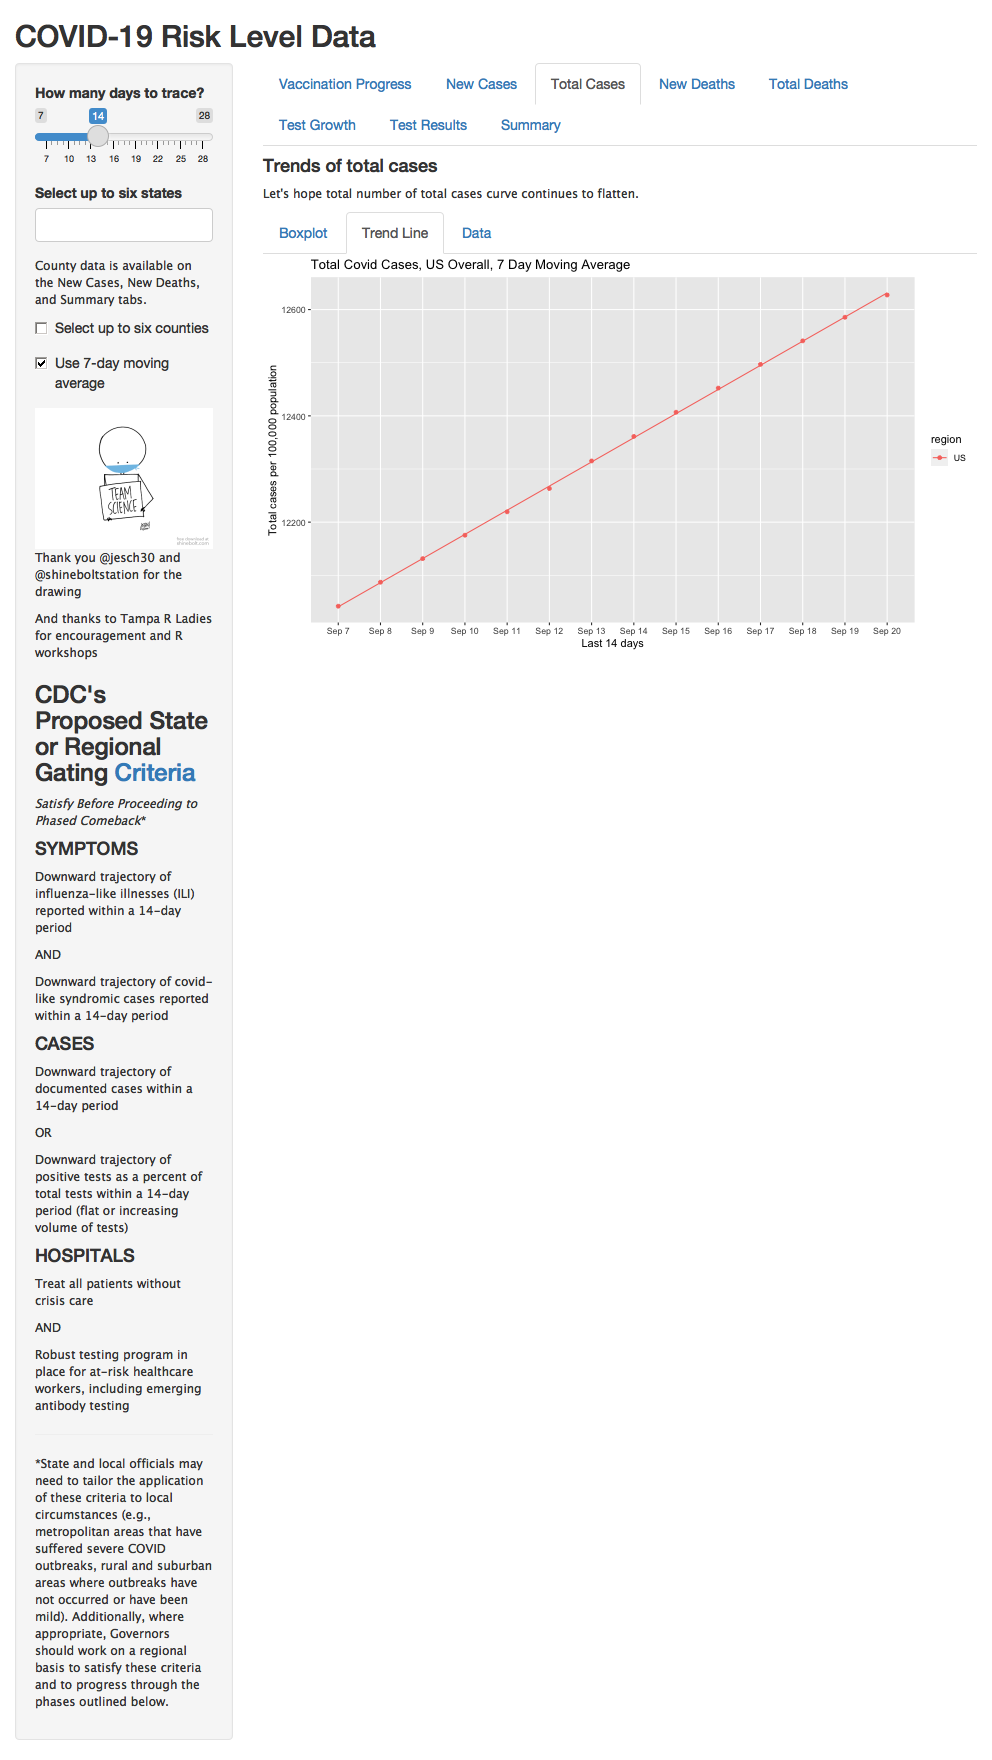 COVID-19 Risk Level Data
How many days to trace?
7 14 28
7 10 13 16 19 22 25 28
Select up to six states
County data is available on
the New Cases, New Deaths,
and Summary tabs.
Select up to six counties
Use 7-day moving
average
TEAM
SCIENCE
Thank you @jesch30 and
@shineboltstation for the
drawing
And thanks to Tampa R Ladies
for encouragement and R
workshops
CDC's
Proposed State
or Regional
Gating Criteria
Satisfy Before Proceeding to
Phased Comeback*
SYMPTOMS
Downward trajectory of
influenza-like illnesses (ILI)
reported within a 14-day
period
AND
Downward trajectory of covid-
like syndromic cases reported
within a 14-day period
CASES
Downward trajectory of
documented cases within a
14-day period
OR
Downward trajectory of
positive tests as a percent of
total tests within a 14-day
period (flat or increasing
volume of tests)
HOSPITALS
Treat all patients without
crisis care
AND
Robust testing program in
place for at-risk healthcare
workers, including emerging
antibody testing
*State and local officials may
need to tailor the application
of these criteria to local
circumstances (e.g.,
metropolitan areas that have
suffered severe COVID
outbreaks, rural and suburban
areas where outbreaks have
not occurred or have been
mild). Additionally, where
appropriate, Governors
should work on a regional
basis to satisfy these criteria
and to progress through the
phases outlined below.
Vaccination Progress New Cases Total Cases New Deaths Total Deaths
Test Growth Test Results Summary
Trends of total cases
Let's hope total number of total cases curve continues to flatten.
Boxplot Trend Line Data
Total Covid Cases, US Overall, 7 Day Moving Average
Total cases per 100,000 population
12600
12400
12200
Sep 7 Sep 8 Sep 9 Sep 10 Sep 11 Sep 12 Sep 13 Sep 14 Sep 15 Sep 16 Sep 17 Sep 18 Sep 19 Sep 20
Last 14 days
region
US